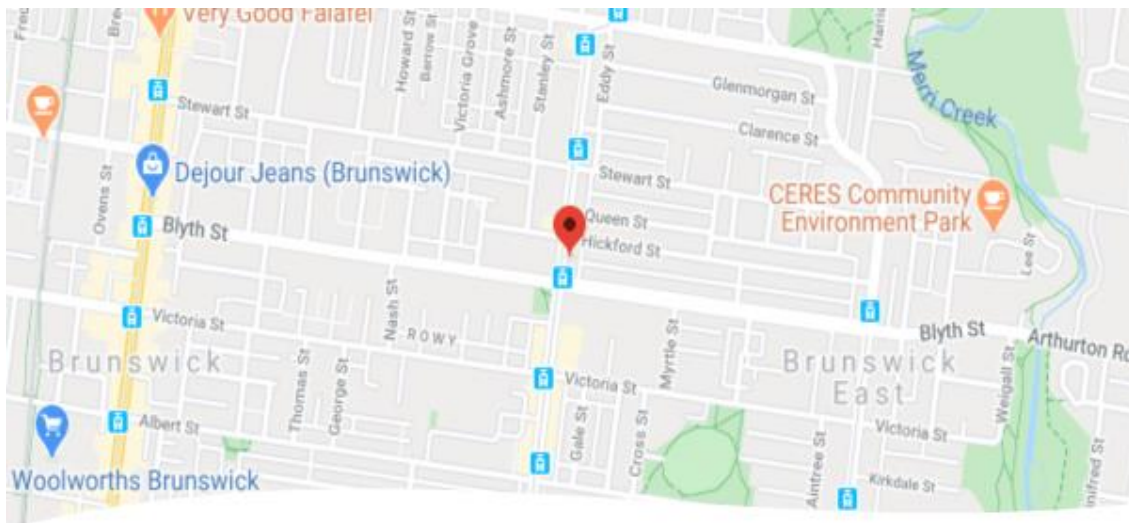 Very Good Falafel
Howard St
Barrow St
Victoria Grove
Ashmore St
Stanley St
Eddy St
Glenmorgan St
Merri Creek
Stewart St
Clarence St
Dejour Jeans (Brunswick)
Stewart St
CERES Community
Environment Park
Ovens St
Blyth St
Queen St
Hickford St
Lee St
Nash St
Victoria St
ROWY
Myrtle St
Blyth St
Arthurton Ro
Brunswick
Brunswick
East
Thomas St
George St
Victoria St
Weigall St
Albert St
Gale St
Cross St
Victoria St
Aintree St
Woolworths Brunswick
Kirkdale St
inifred St